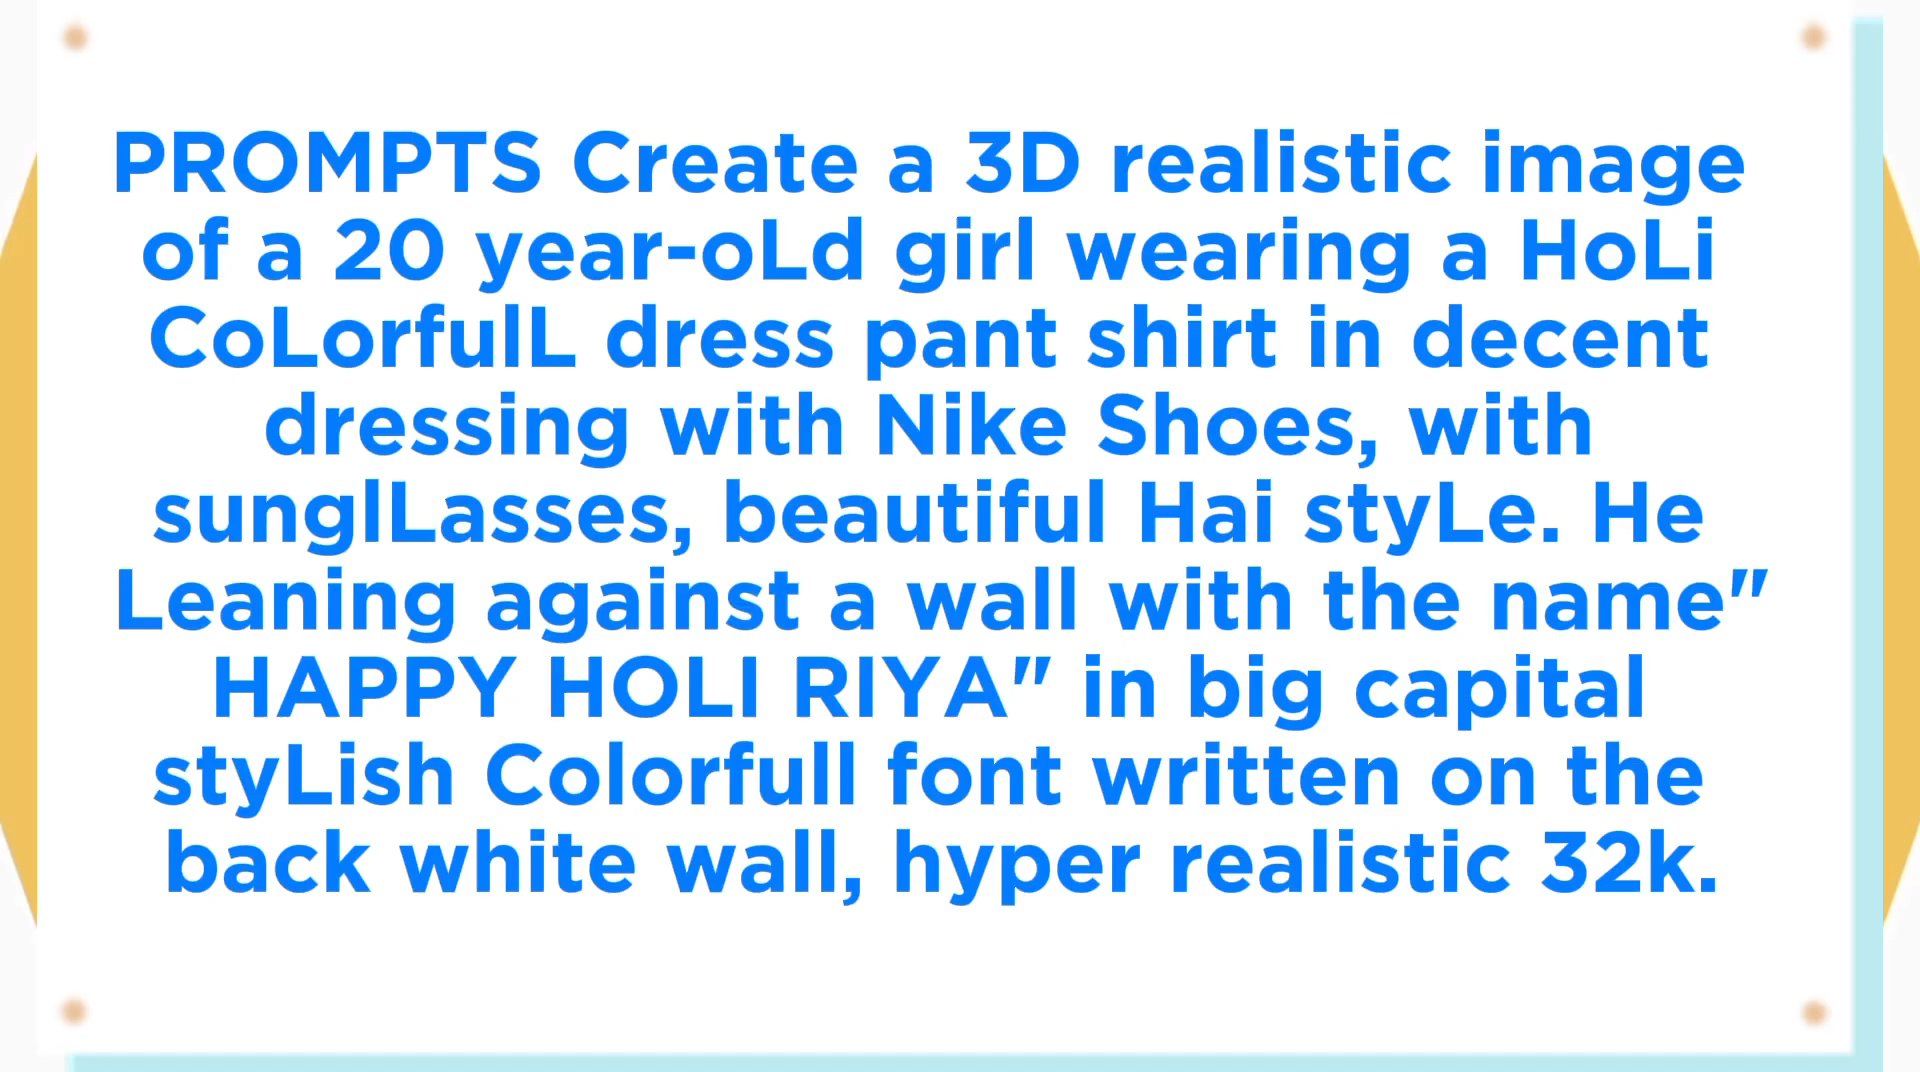 PROMPTS Create a 3D realistic image
of a 20 year-oLd girl wearing a HoLi
CoLorfulL dress pant shirt in decent
dressing with Nike Shoes, with
sunglLasses, beautiful Hai styLe. He
Leaning against a wall with the name"
HAPPY HOLI RIYA" in big capital
styLish Colorfull font written on the
back white wall, hyper realistic 32k.